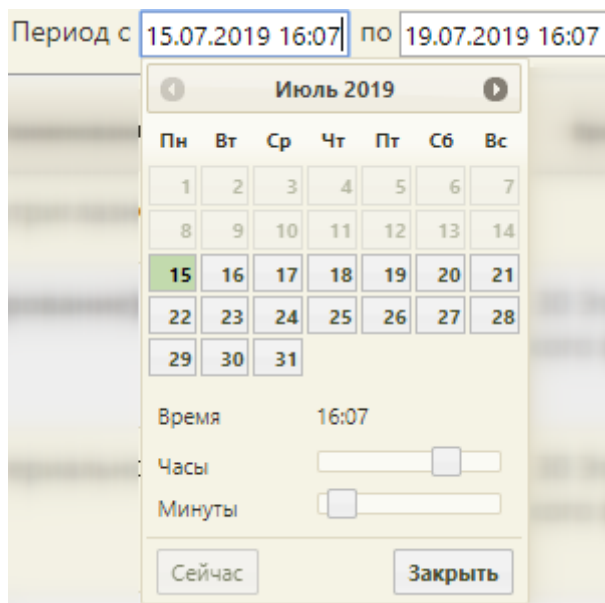 Период с 15.07.2019 16:07 по 19.07.2019 16:07
Июль 2019
Пн Вт Ср Чт Пт Сб Вс
1 2 3 4 5 6 7
8 9 10 11 12 13 14
15 16 17 18 19 20 21
22 23 24 25 26 27 28
29 30 31
Время 16:07
Часы
Минуты
Сейчас Закрыть